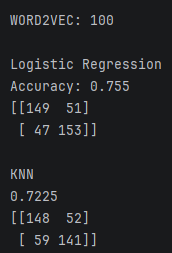 WORD2VEC: 100
Logistic Regression
Accuracy: 0.755
[[149  51]
 [ 47 153]]
KNN
0.7225
[[148  52]
 [ 59 141]]